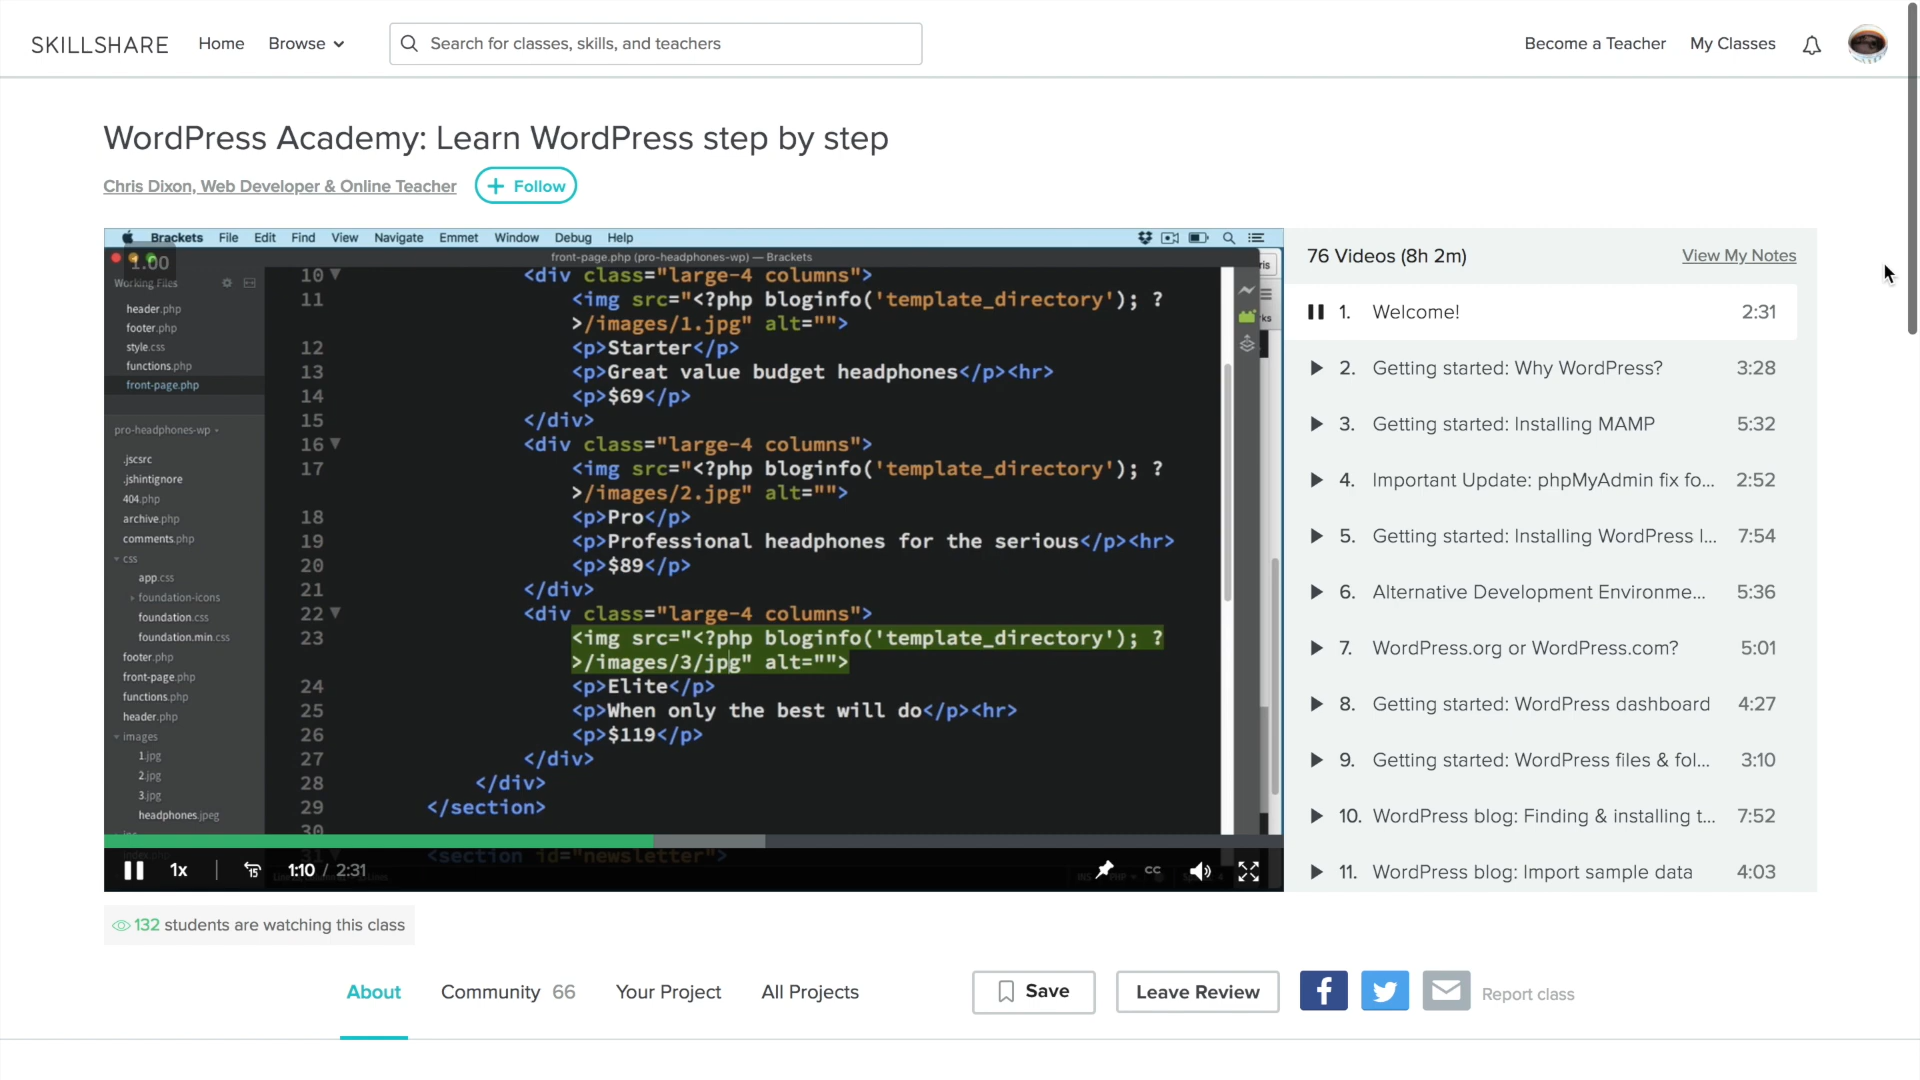 SKILLSHARE Home Browse Search for classes, skills, and teachers Become a Teacher My Classes
WordPress Academy: Learn WordPress step by step
Chris Dixon, Web Developer & Online Teacher + Follow
Brackets File Edit Find View Navigate Emmet Window Debug Help
front-page.php (pro-headphones-wp) — Brackets
1.00
Working Files
header.php
footer.php
style.css
functions.php
front-page.php
pro-headphones-wp
.jscsrc
.jshintignore
404.php
archive.php
comments.php
css
app.css
foundation-icons
foundation.css
foundation.min.css
footer.php
front-page.php
functions.php
header.php
images
1.jpg
2.jpg
3.jpg
headphones.jpeg
10 <div class="large-4 columns">
11 <img src="<?php bloginfo('template_directory'); ?
>/images/1.jpg" alt="">
12 <p>Starter</p>
13 <p>Great value budget headphones</p><hr>
14 <p>$69</p>
15 </div>
16 <div class="large-4 columns">
17 <img src="<?php bloginfo('template_directory'); ?
>/images/2.jpg" alt="">
18 <p>Pro</p>
19 <p>Professional headphones for the serious</p><hr>
20 <p>$89</p>
21 </div>
22 <div class="large-4 columns">
23 <img src="<?php bloginfo('template_directory'); ?
>/images/3/jpg" alt="">
24 <p>Elite</p>
25 <p>When only the best will do</p><hr>
26 <p>$119</p>
27 </div>
28 </div>
29 </section>
30
31 <section id="newsletter">
1x 15 1:10 / 2:31 CC
76 Videos (8h 2m) View My Notes
1. Welcome! 2:31
2. Getting started: Why WordPress? 3:28
3. Getting started: Installing MAMP 5:32
4. Important Update: phpMyAdmin fix fo... 2:52
5. Getting started: Installing WordPress l... 7:54
6. Alternative Development Environme... 5:36
7. WordPress.org or WordPress.com? 5:01
8. Getting started: WordPress dashboard 4:27
9. Getting started: WordPress files & fol... 3:10
10. WordPress blog: Finding & installing t... 7:52
11. WordPress blog: Import sample data 4:03
132 students are watching this class
About Community 66 Your Project All Projects Save Leave Review Report class